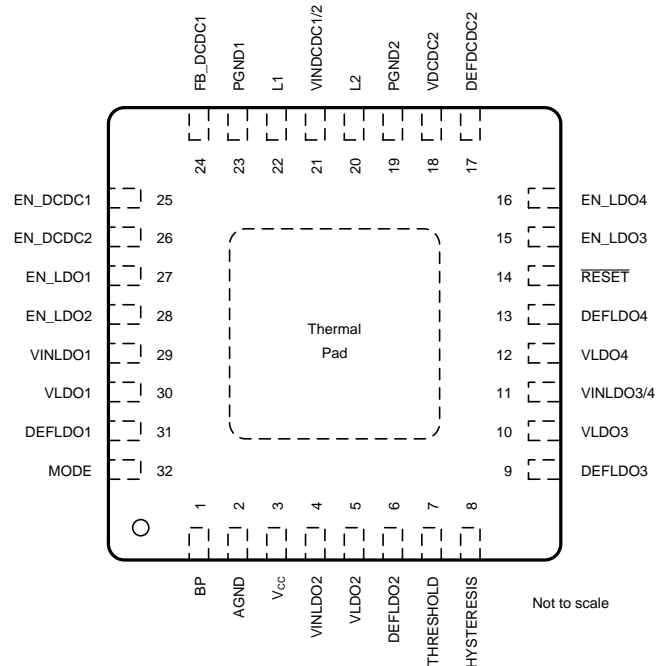 FB_DCDC1
PGND1
L1
VINDCDC1/2
L2
PGND2
VDCDC2
DEFDCDC2
24
23
22
21
20
19
18
17
EN_DCDC1 25
EN_DCDC2 26
EN_LDO1 27
EN_LDO2 28
VINLDO1 29
VLDO1 30
DEFLDO1 31
MODE 32
Thermal
Pad
16 EN_LDO4
15 EN_LDO3
14 RESET
13 DEFLDO4
12 VLDO4
11 VINLDO3/4
10 VLDO3
9 DEFLDO3
1
2
3
4
5
6
7
8
BP
AGND
VCC
VINLDO2
VLDO2
DEFLDO2
THRESHOLD
HYSTERESIS
Not to scale